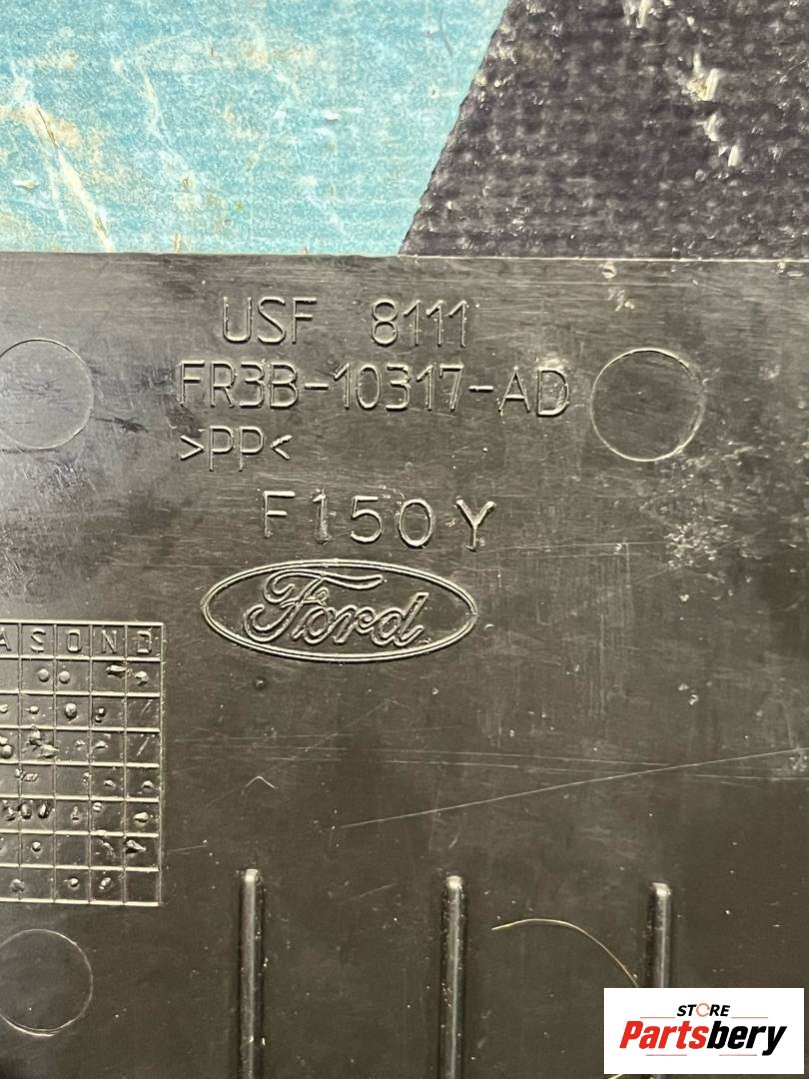 USF 8111
FR3B-10317-AD
>PP<
F150Y
Ford
A S O N D
STORE
Partsbery